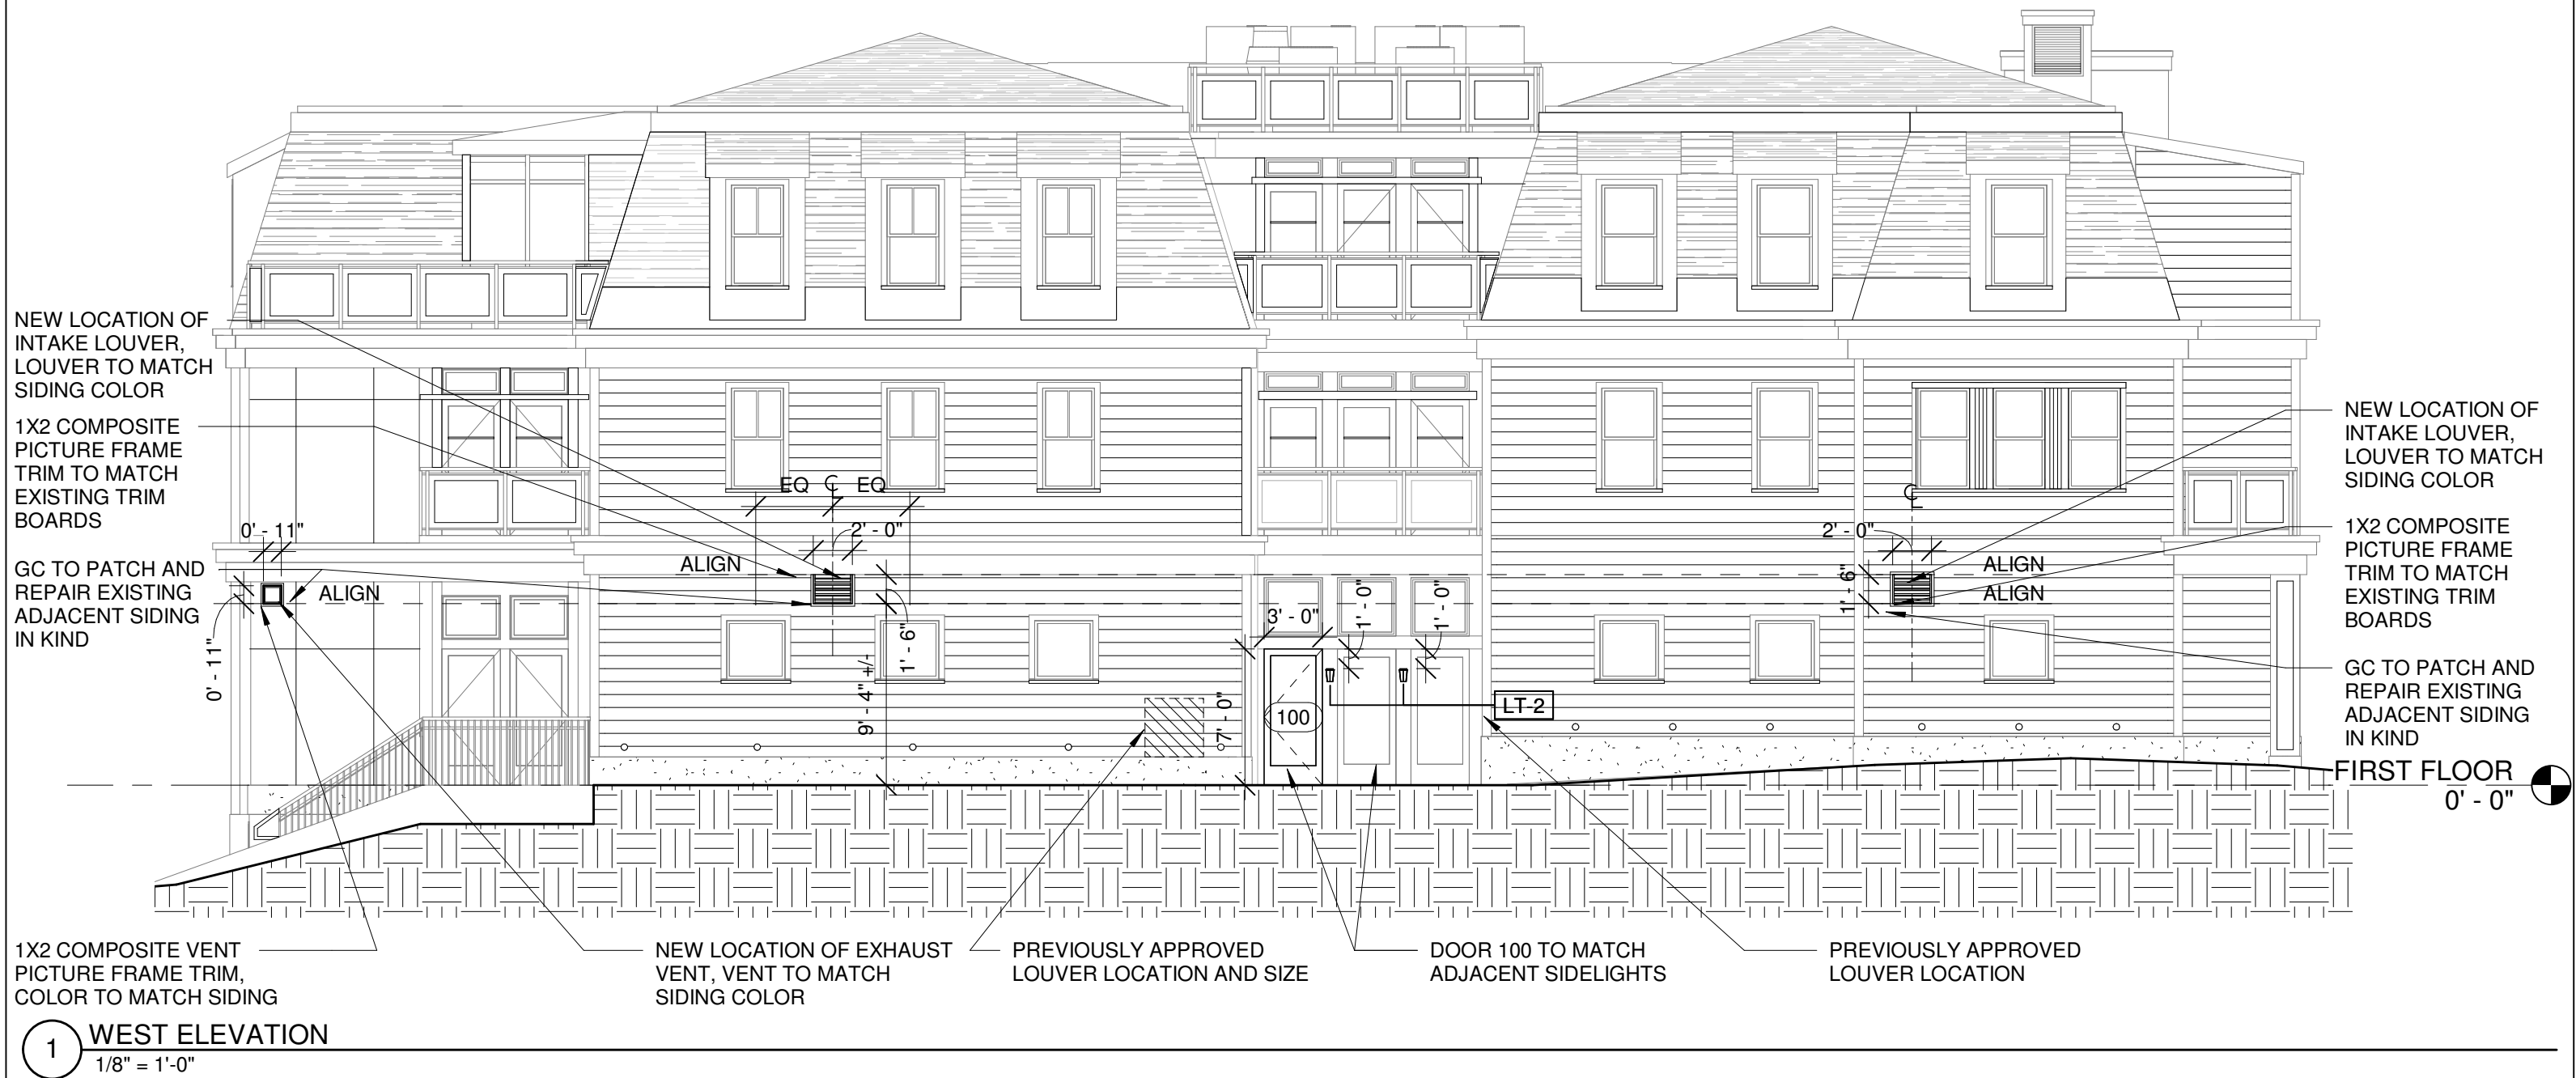 NEW LOCATION OF
INTAKE LOUVER,
LOUVER TO MATCH
SIDING COLOR
1X2 COMPOSITE
PICTURE FRAME
TRIM TO MATCH
EXISTING TRIM
BOARDS
0' - 11"
GC TO PATCH AND
REPAIR EXISTING
ADJACENT SIDING
IN KIND
ALIGN
0' - 11"
EQ
CL
EQ
2' - 0"
ALIGN
1' - 6"
9' - 4" +/-
7' - 0"
3' - 0"
1' - 0"
1' - 0"
100
LT-2
CL
2' - 0"
1' - 6"
ALIGN
ALIGN
NEW LOCATION OF
INTAKE LOUVER,
LOUVER TO MATCH
SIDING COLOR
1X2 COMPOSITE
PICTURE FRAME
TRIM TO MATCH
EXISTING TRIM
BOARDS
GC TO PATCH AND
REPAIR EXISTING
ADJACENT SIDING
IN KIND
FIRST FLOOR
0' - 0"
1X2 COMPOSITE VENT
PICTURE FRAME TRIM,
COLOR TO MATCH SIDING
NEW LOCATION OF EXHAUST
VENT, VENT TO MATCH
SIDING COLOR
PREVIOUSLY APPROVED
LOUVER LOCATION AND SIZE
DOOR 100 TO MATCH
ADJACENT SIDELIGHTS
PREVIOUSLY APPROVED
LOUVER LOCATION
1
WEST ELEVATION
1/8" = 1'-0"